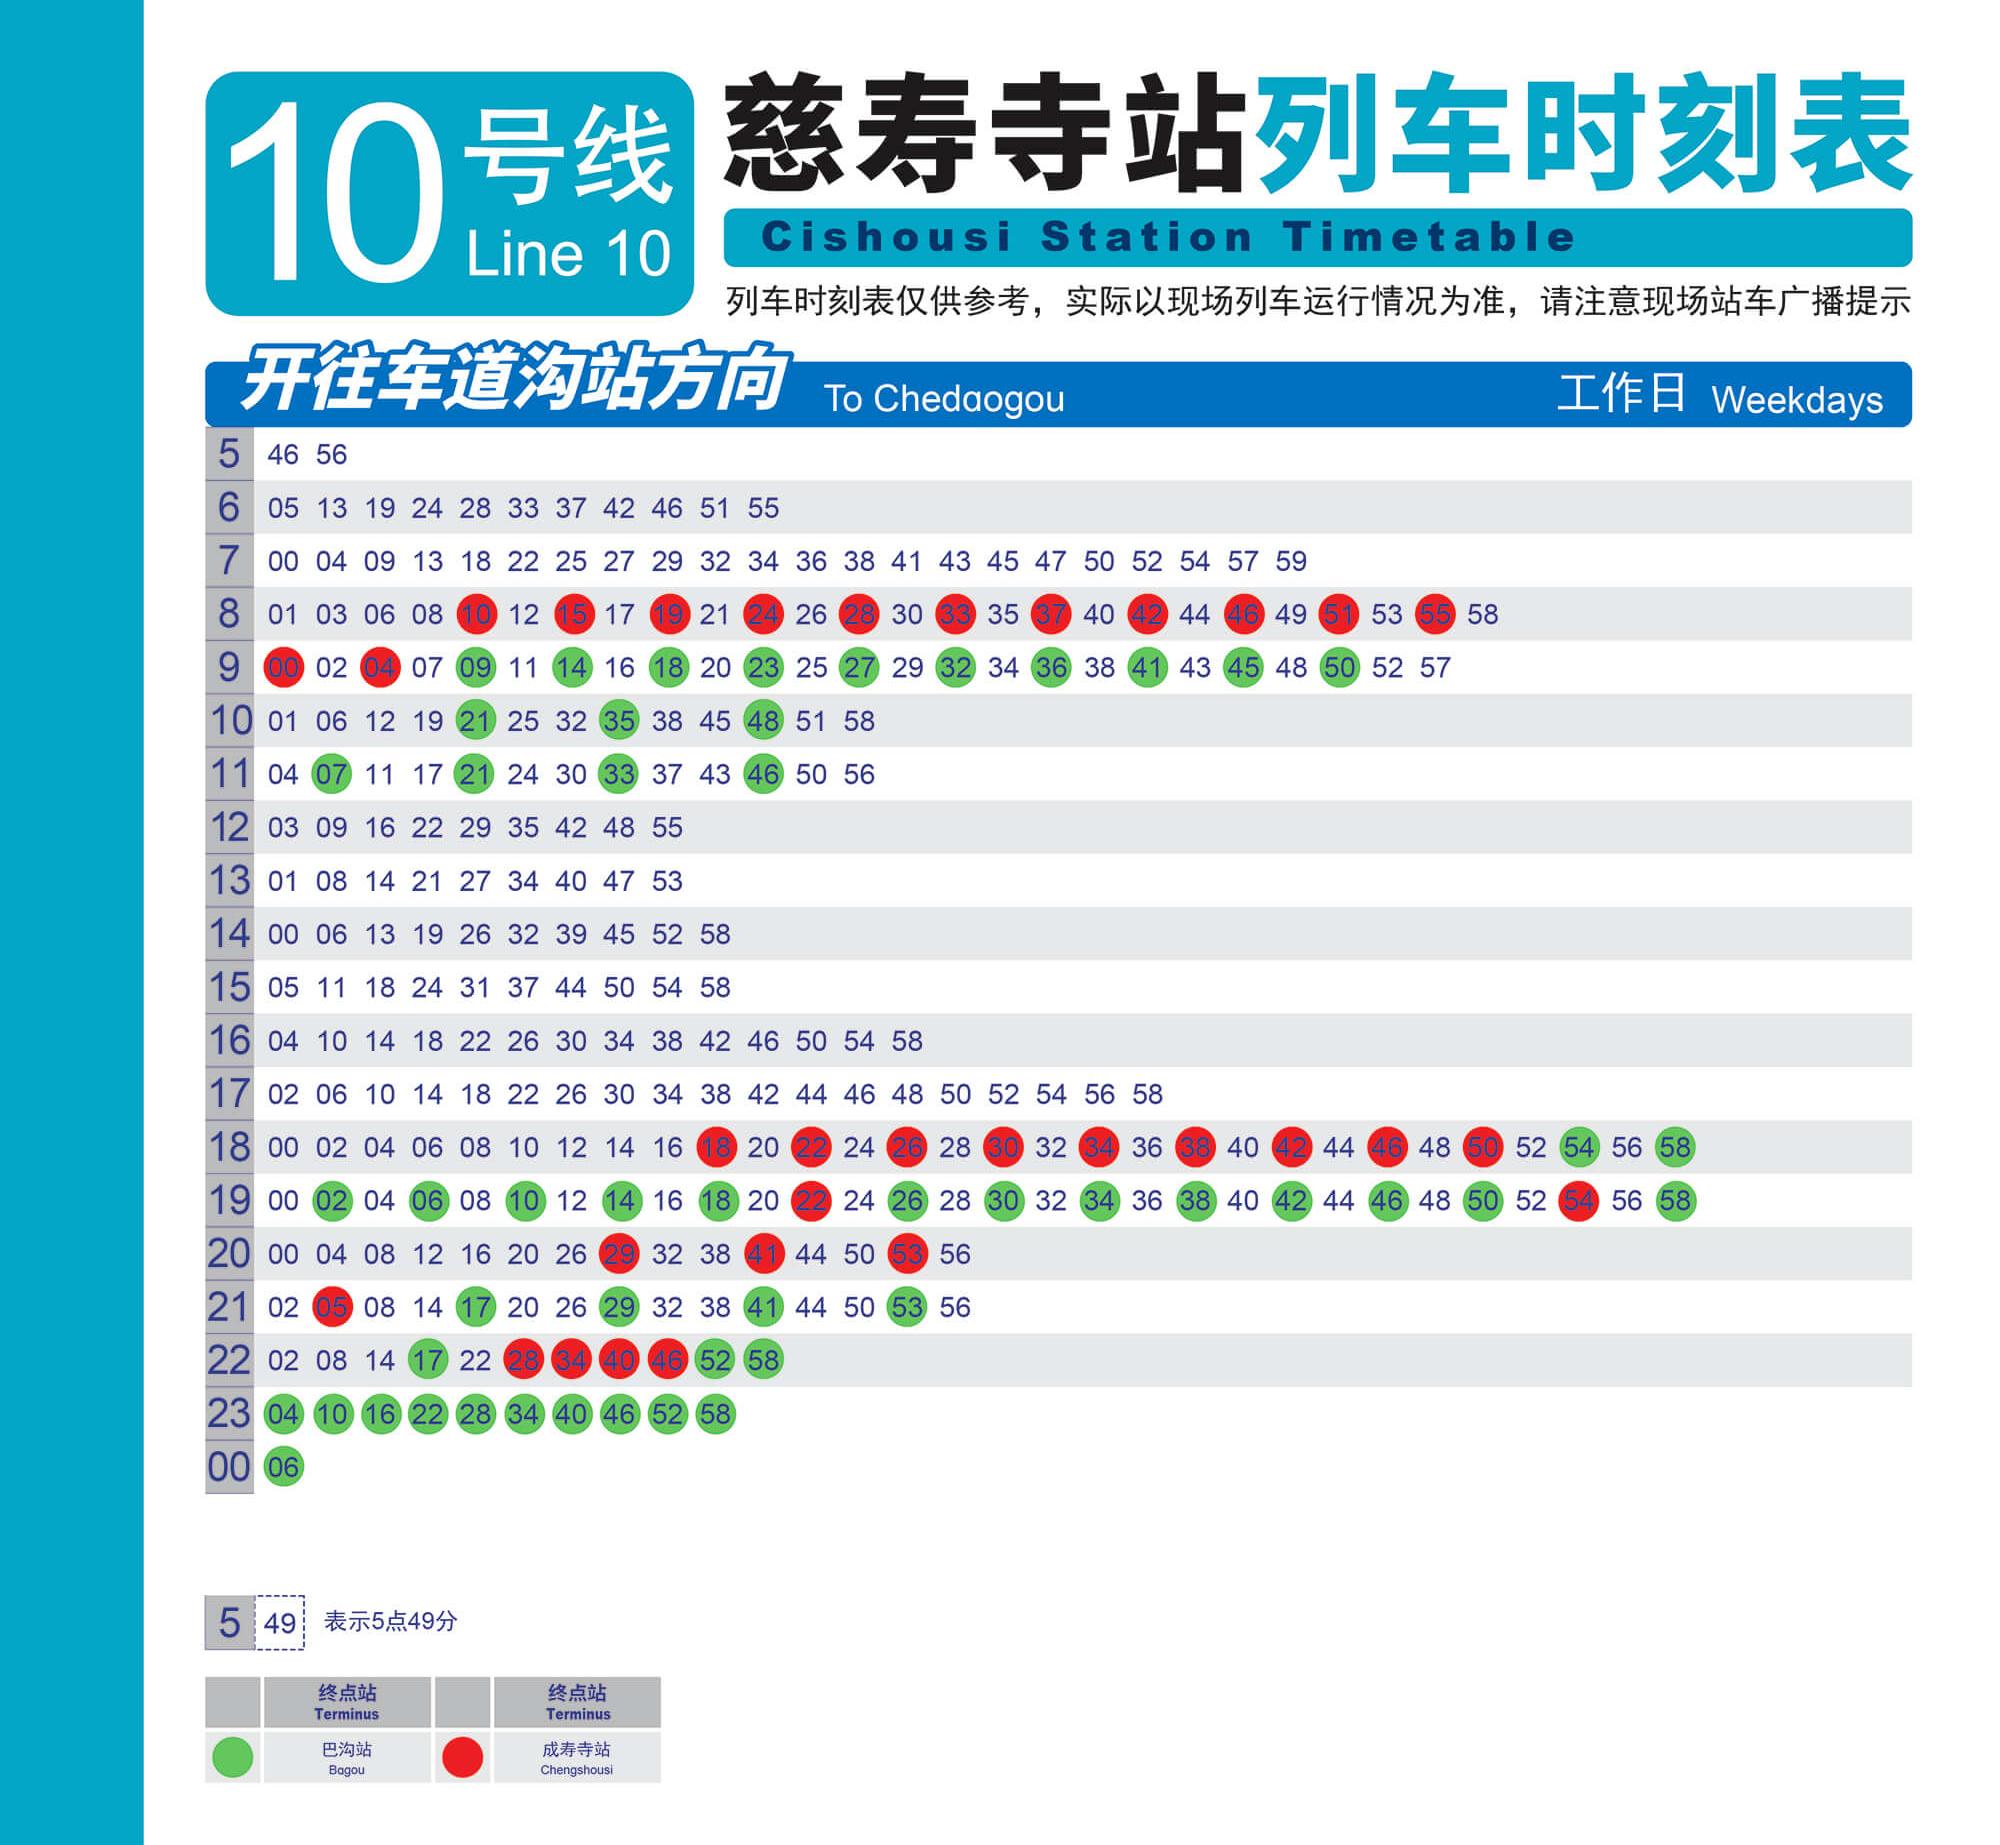 10号线
Line 10
慈寿寺站列车时刻表
Cishousi Station Timetable
列车时刻表仅供参考，实际以现场列车运行情况为准，请注意现场站车广播提示
开往车道沟站方向 To Chedaogou 工作日 Weekdays
5 46 56
6 05 13 19 24 28 33 37 42 46 51 55
7 00 04 09 13 18 22 25 27 29 32 34 36 38 41 43 45 47 50 52 54 57 59
8 01 03 06 08 10 12 15 17 19 21 24 26 28 30 33 35 37 40 42 44 46 49 51 53 55 58
9 00 02 04 07 09 11 14 16 18 20 23 25 27 29 32 34 36 38 41 43 45 48 50 52 57
10 01 06 12 19 21 25 32 35 38 45 48 51 58
11 04 07 11 17 21 24 30 33 37 43 46 50 56
12 03 09 16 22 29 35 42 48 55
13 01 08 14 21 27 34 40 47 53
14 00 06 13 19 26 32 39 45 52 58
15 05 11 18 24 31 37 44 50 54 58
16 04 10 14 18 22 26 30 34 38 42 46 50 54 58
17 02 06 10 14 18 22 26 30 34 38 42 44 46 48 50 52 54 56 58
18 00 02 04 06 08 10 12 14 16 18 20 22 24 26 28 30 32 34 36 38 40 42 44 46 48 50 52 54 56 58
19 00 02 04 06 08 10 12 14 16 18 20 22 24 26 28 30 32 34 36 38 40 42 44 46 48 50 52 54 56 58
20 00 04 08 12 16 20 26 29 32 38 41 44 50 53 56
21 02 05 08 14 17 20 26 29 32 38 41 44 50 53 56
22 02 08 14 17 22 28 34 40 46 52 58
23 04 10 16 22 28 34 40 46 52 58
00 06
5 49 表示5点49分
终点站 终点站
Terminus Terminus
巴沟站 成寿寺站
Bagou Chengshousi